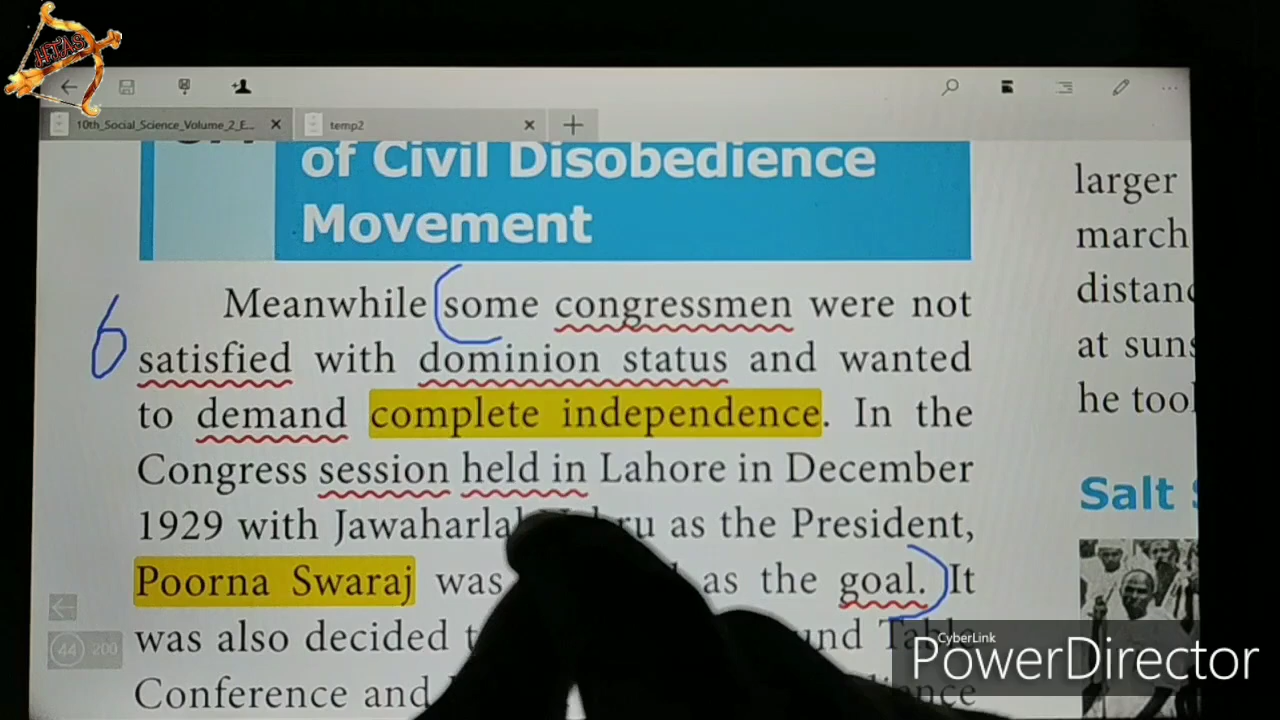 HTAS
10th_Social_Science_Volume_2_E...
temp2
of Civil Disobedience
Movement
6
Meanwhile some congressmen were not
satisfied with dominion status and wanted
to demand complete independence. In the
Congress session held in Lahore in December
1929 with Jawaharlal as the President,
Poorna Swaraj was as the goal. It
was also decided
Conference and
44 200
larger
march
at
he
Salt
CyberLink
PowerDirector